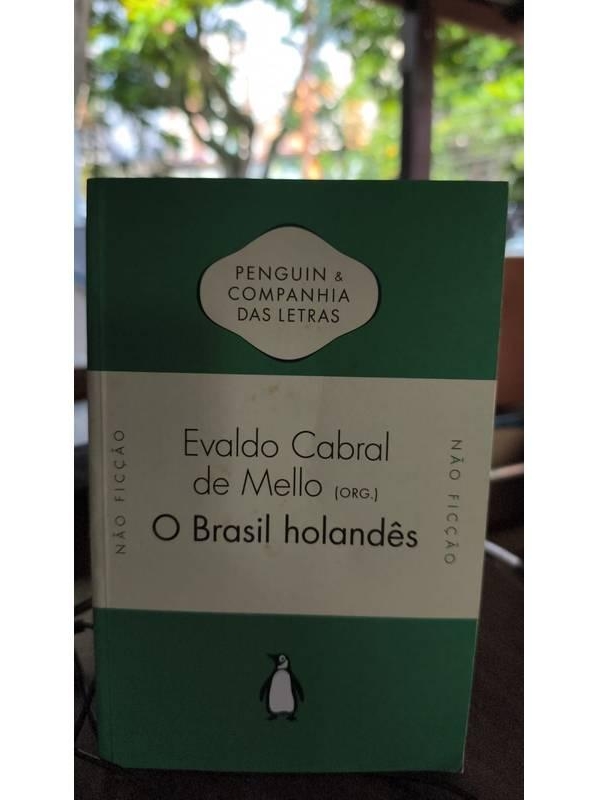 PENGUIN &
COMPANHIA
DAS LETRAS
NÃO FICÇÃO
Evaldo Cabral
de Mello (ORG.)
O Brasil holandês
NÃO FICÇÃO